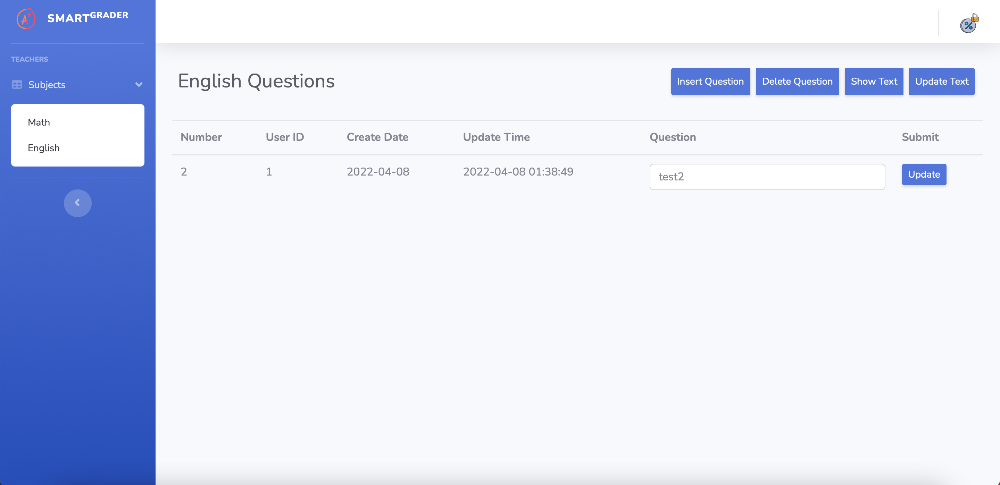 SMARTGRADER
TEACHERS
Subjects
Math
English
English Questions
Insert Question Delete Question Show Text Update Text
Number User ID Create Date Update Time Question Submit
2 1 2022-04-08 2022-04-08 01:38:49 test2 Update